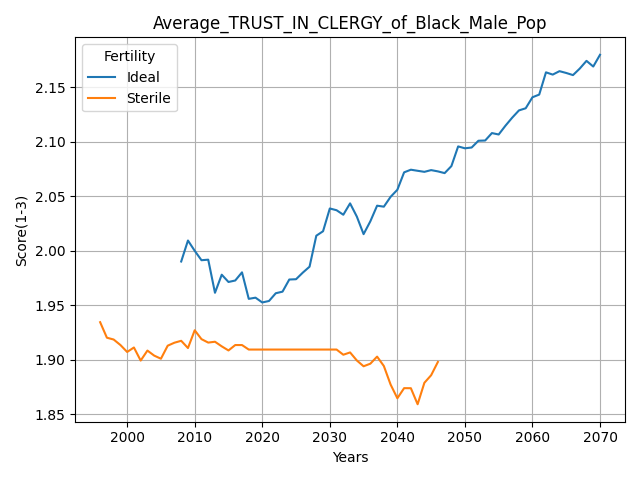 Average_TRUST_IN_CLERGY_of_Black_Male_Pop
Fertility
Ideal
Sterile
Score(1-3)
2.15
2.10
2.05
2.00
1.95
1.90
1.85
2000 2010 2020 2030 2040 2050 2060 2070
Years